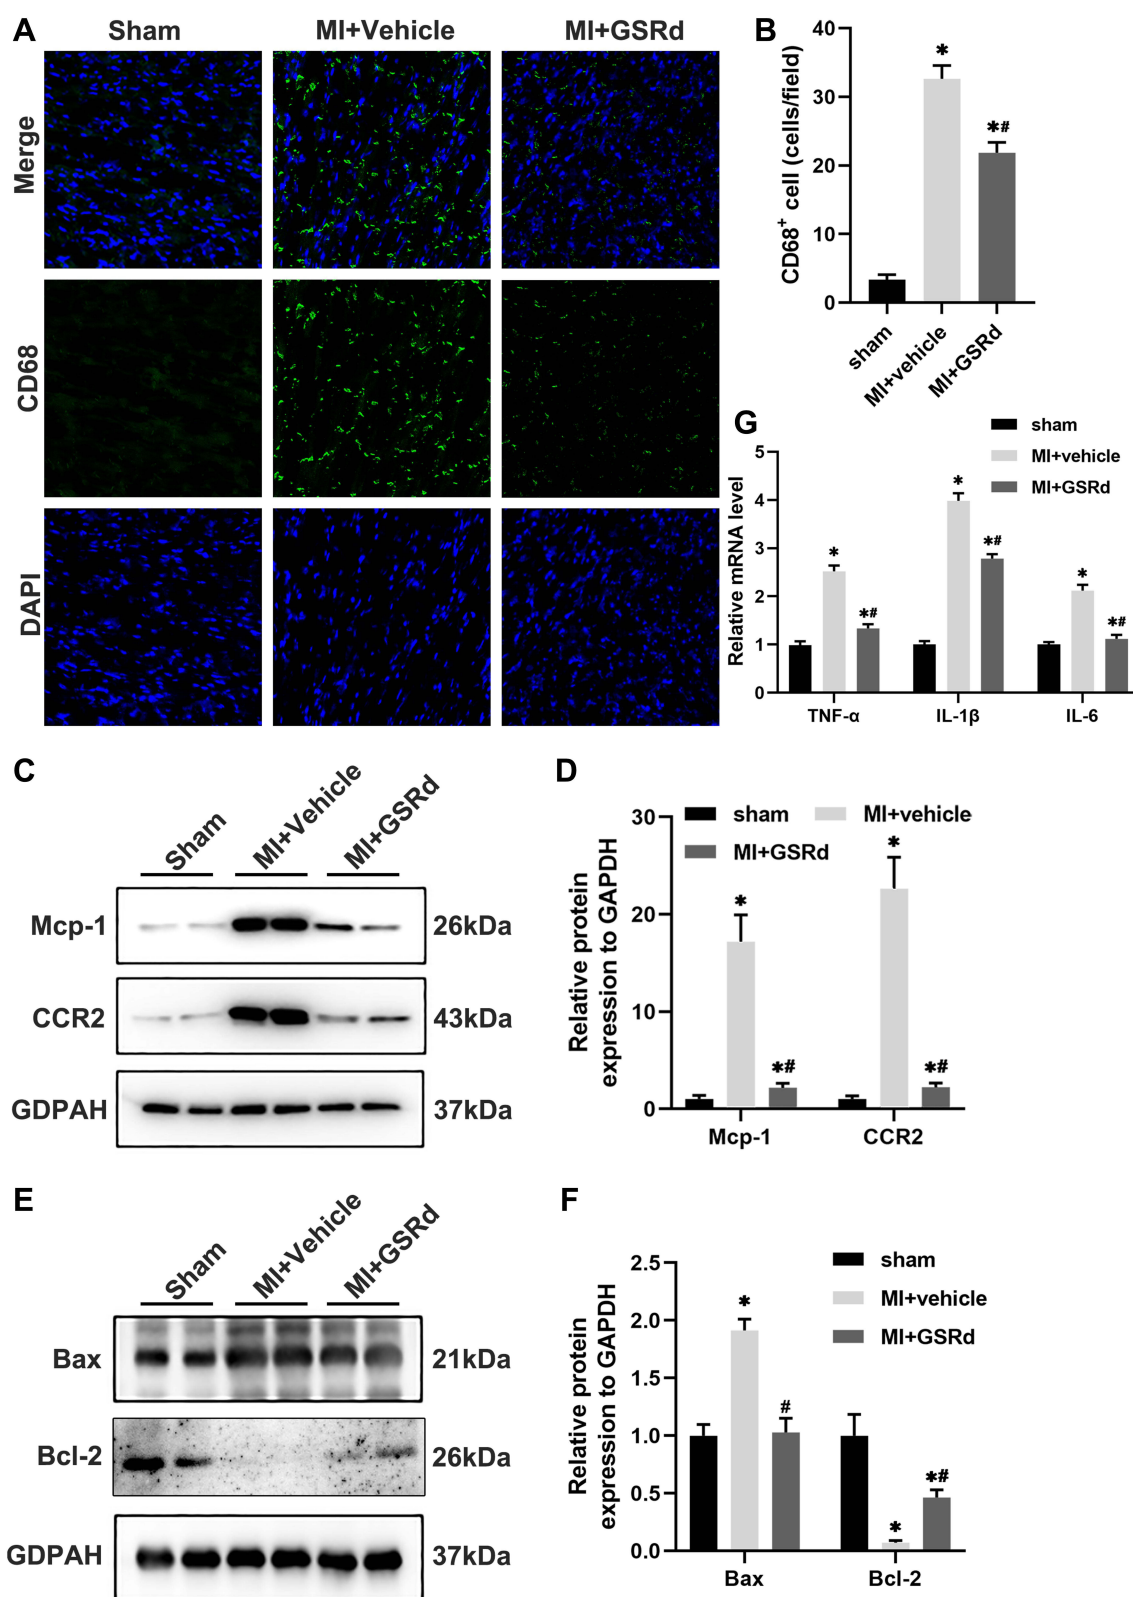 A
Sham
MI+Vehicle
MI+GSRd
Merge
CD68
DAPI
B
CD68+ cell (cells/field)
40
30
20
10
0
*
*#
sham
MI+vehicle
MI+GSRd
G
sham
MI+vehicle
MI+GSRd
Relative mRNA level
5
4
3
2
1
0
*
*#
*
*#
*
*#
TNF-α
IL-1β
IL-6
C
Sham
MI+Vehicle
MI+GSRd
Mcp-1
26kDa
CCR2
43kDa
GDPAH
37kDa
D
sham
MI+vehicle
MI+GSRd
Relative protein
expression to GAPDH
30
20
10
0
*
*#
*
*#
Mcp-1
CCR2
E
Sham
MI+Vehicle
MI+GSRd
Bax
21kDa
Bcl-2
26kDa
GDPAH
37kDa
F
sham
MI+vehicle
MI+GSRd
Relative protein
expression to GAPDH
2.5
2.0
1.5
1.0
0.5
0.0
*
#
*
*#
Bax
Bcl-2